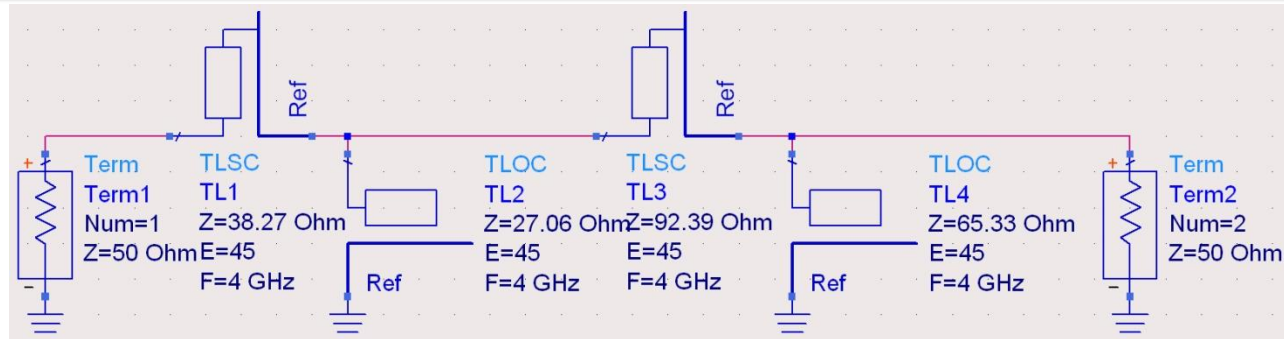 Ref
Ref
+
Term
Term1
Num=1
Z=50 Ohm
−
TLSC
TL1
Z=38.27 Ohm
E=45
F=4 GHz
Ref
TLOC
TL2
Z=27.06 Ohm
E=45
F=4 GHz
TLSC
TL3
Z=92.39 Ohm
E=45
F=4 GHz
Ref
TLOC
TL4
Z=65.33 Ohm
E=45
F=4 GHz
+
Term
Term2
Num=2
Z=50 Ohm
−